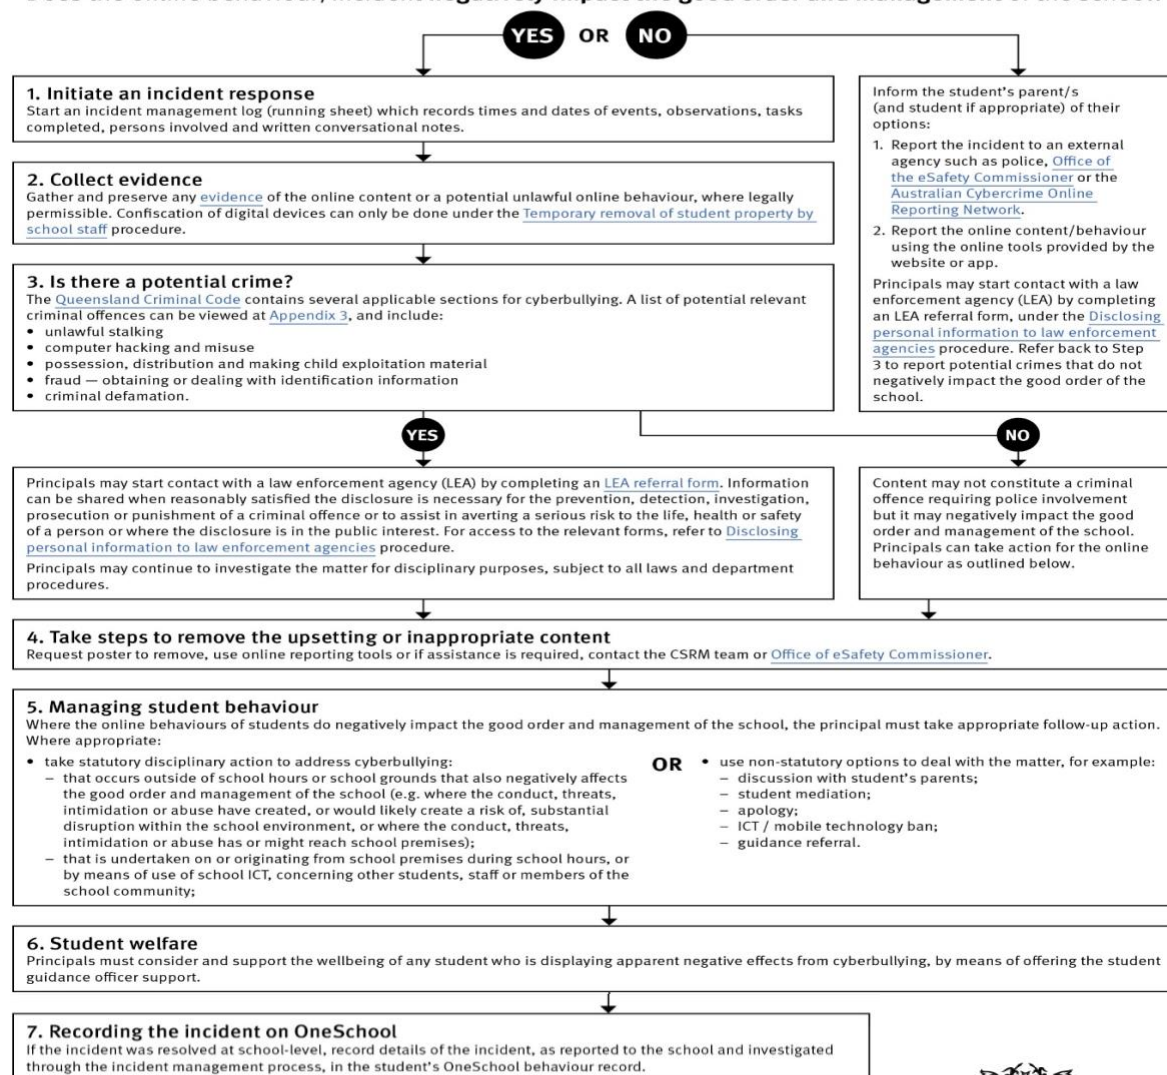 YES OR NO
1. Initiate an incident response
Start an incident management log (running sheet) which records times and dates of events, observations, tasks
completed, persons involved and written conversational notes.
2. Collect evidence
Gather and preserve any evidence of the online content or a potential unlawful online behaviour, where legally
permissible. Confiscation of digital devices can only be done under the Temporary removal of student property by
school staff procedure.
3. Is there a potential crime?
The Queensland Criminal Code contains several applicable sections for cyberbullying. A list of potential relevant
criminal offences can be viewed at Appendix 3, and include:
• unlawful stalking
• computer hacking and misuse
• possession, distribution and making child exploitation material
• fraud — obtaining or dealing with identification information
• criminal defamation.
Inform the student's parent/s
(and student if appropriate) of their
options:
1. Report the incident to an external
agency such as police, Office of
the eSafety Commissioner or the
Australian Cybercrime Online
Reporting Network.
2. Report the online content/behaviour
using the online tools provided by the
website or app.
Principals may start contact with a law
enforcement agency (LEA) by completing
an LEA referral form, under the Disclosing
personal information to law enforcement
agencies procedure. Refer back to Step
3 to report potential crimes that do not
negatively impact the good order of the
school.
YES
NO
Principals may start contact with a law enforcement agency (LEA) by completing an LEA referral form. Information
can be shared when reasonably satisfied the disclosure is necessary for the prevention, detection, investigation,
prosecution or punishment of a criminal offence or to assist in averting a serious risk to the life, health or safety
of a person or where the disclosure is in the public interest. For access to the relevant forms, refer to Disclosing
personal information to law enforcement agencies procedure.
Principals may continue to investigate the matter for disciplinary purposes, subject to all laws and department
procedures.
Content may not constitute a criminal
offence requiring police involvement
but it may negatively impact the good
order and management of the school.
Principals can take action for the online
behaviour as outlined below.
4. Take steps to remove the upsetting or inappropriate content
Request poster to remove, use online reporting tools or if assistance is required, contact the CSRM team or Office of eSafety Commissioner.
5. Managing student behaviour
Where the online behaviours of students do negatively impact the good order and management of the school, the principal must take appropriate follow-up action.
Where appropriate:
• take statutory disciplinary action to address cyberbullying:
– that occurs outside of school hours or school grounds that also negatively affects
the good order and management of the school (e.g. where the conduct, threats,
intimidation or abuse have created, or would likely create a risk of, substantial
disruption within the school environment, or where the conduct, threats,
intimidation or abuse has or might reach school premises);
– that is undertaken on or originating from school premises during school hours, or
by means of use of school ICT, concerning other students, staff or members of the
school community;
OR
• use non-statutory options to deal with the matter, for example:
– discussion with student's parents;
– student mediation;
– apology;
– ICT / mobile technology ban;
– guidance referral.
6. Student welfare
Principals must consider and support the wellbeing of any student who is displaying apparent negative effects from cyberbullying, by means of offering the student
guidance officer support.
7. Recording the incident on OneSchool
If the incident was resolved at school-level, record details of the incident, as reported to the school and investigated
through the incident management process, in the student's OneSchool behaviour record.